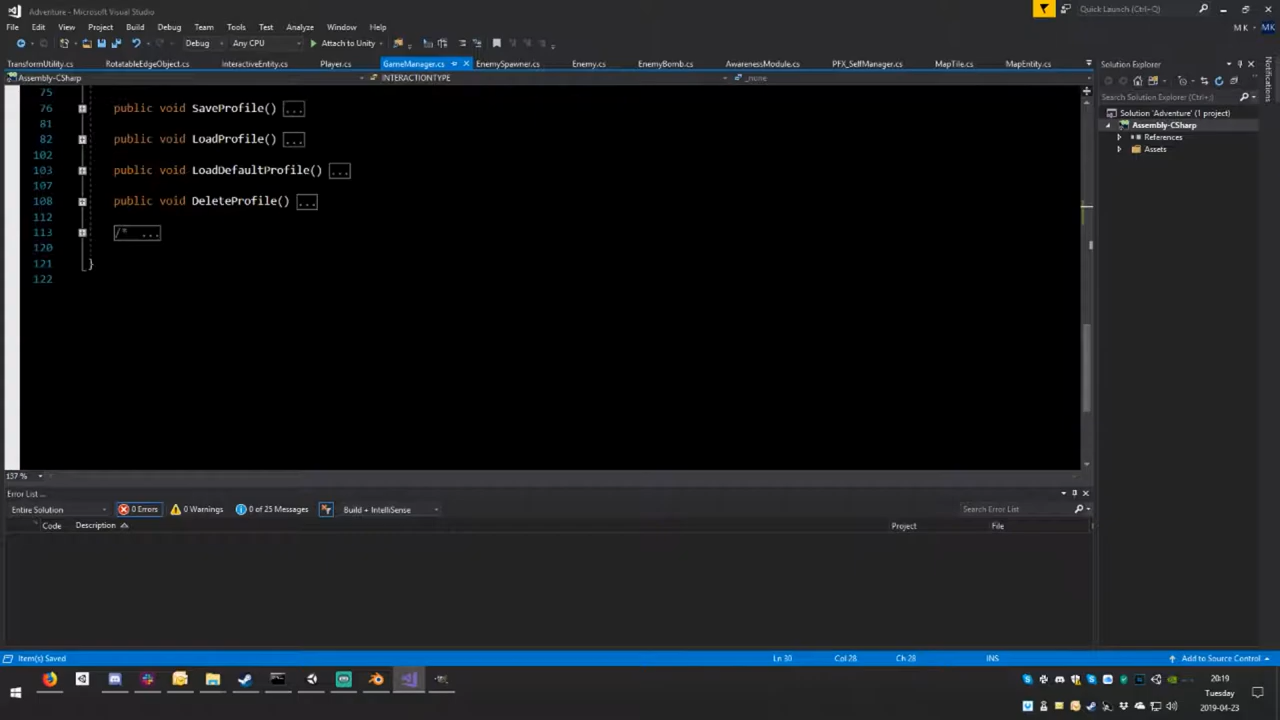 Adventure - Microsoft Visual Studio
Quick Launch (Ctrl+Q)
File Edit View Project Build Debug Team Tools Test Analyze Window Help
M K MK
Debug Any CPU Attach to Unity
TransformUtility.cs RotatableEdgeObject.cs InteractiveEntity.cs Player.cs GameManager.cs EnemySpawner.cs Enemy.cs EnemyBomb.cs AwarenessModule.cs PFX_SelfManager.cs MapTile.cs MapEntity.cs
Assembly-CSharp INTERACTIONTYPE _none
75
76 public void SaveProfile() ...
81
82 public void LoadProfile() ...
102
103 public void LoadDefaultProfile() ...
107
108 public void DeleteProfile() ...
112
113 /* ...
120
121 }
122
137 %
Solution Explorer
Search Solution Explorer (Ctrl+;)
Solution 'Adventure' (1 project)
Assembly-CSharp
References
Assets
Notifications
Error List ...
Entire Solution 0 Errors 0 Warnings 0 of 25 Messages Build + IntelliSense Search Error List
Code Description Project File
Item(s) Saved Ln 30 Col 28 Ch 28 INS Add to Source Control
20:19
Tuesday
2019-04-23